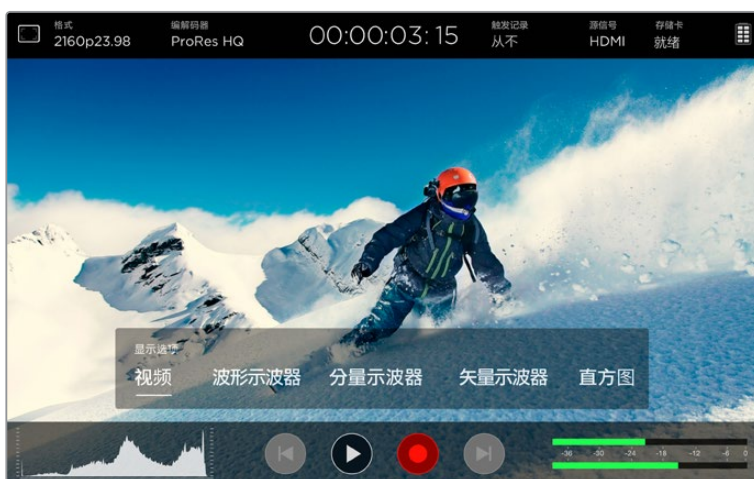 格式 编解码器 00:00:03:15 触发记录 源信号 存储卡
2160p23.98 ProRes HQ 从不 HDMI 就绪
显示选项
视频 波形示波器 分量示波器 矢量示波器 直方图
-36 -30 -24 -18 -12 -6 0